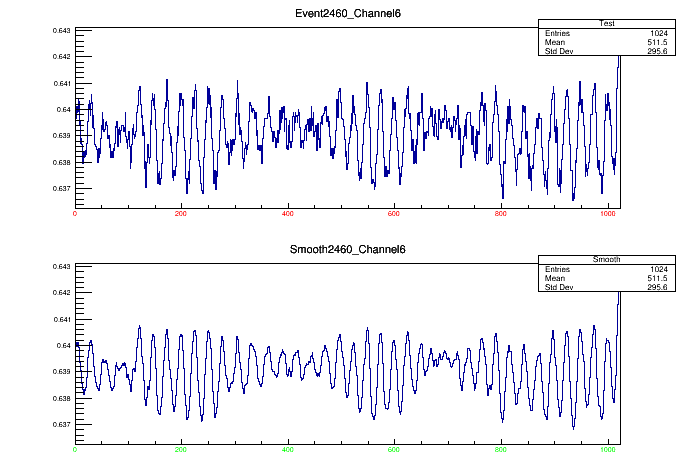 Event2460_Channel6
Test
Entries 1024
Mean 511.5
Std Dev 295.6
0.643
0.642
0.641
0.64
0.639
0.638
0.637
0 200 400 600 800 1000
Smooth2460_Channel6
Smooth
Entries 1024
Mean 511.5
Std Dev 295.6
0.643
0.642
0.641
0.64
0.639
0.638
0.637
0 200 400 600 800 1000